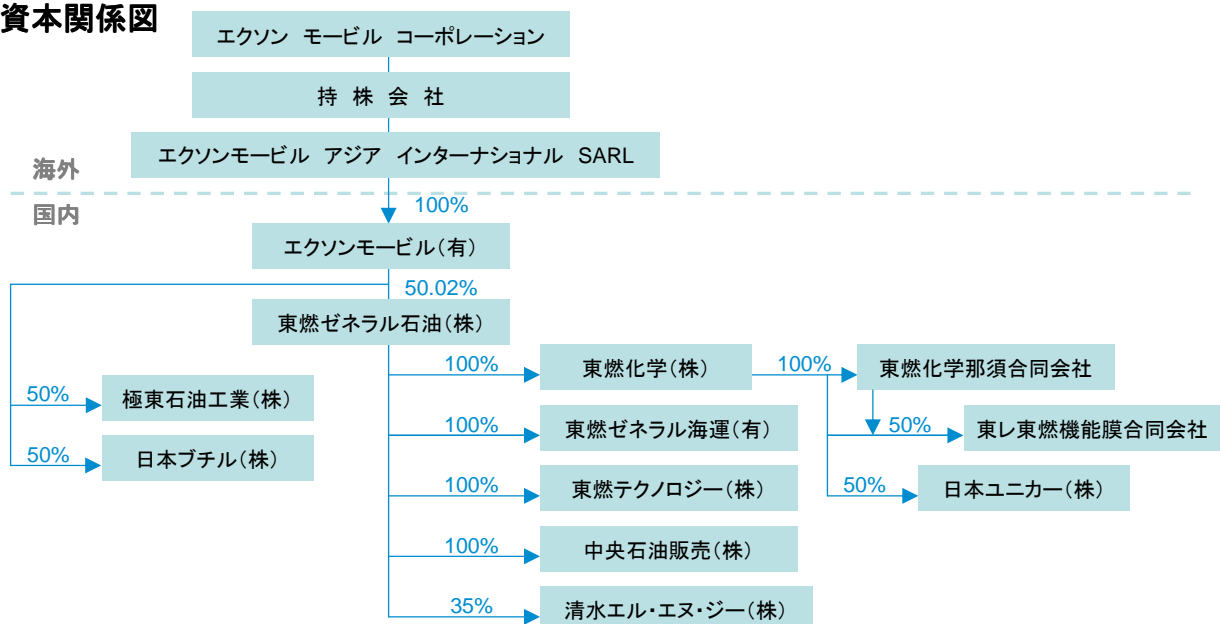 資本関係図
エクソン モービル コーポレーション
持 株 会 社
エクソンモービル アジア インターナショナル SARL
海外
国内
100%
エクソンモービル(有)
50.02%
東燃ゼネラル石油(株)
100%
東燃化学(株)
100%
東燃化学那須合同会社
50%
極東石油工業(株)
100%
東燃ゼネラル海運(有)
50%
東レ東燃機能膜合同会社
50%
日本ブチル(株)
100%
東燃テクノロジー(株)
50%
日本ユニカー(株)
100%
中央石油販売(株)
35%
清水エル・エヌ・ジー(株)